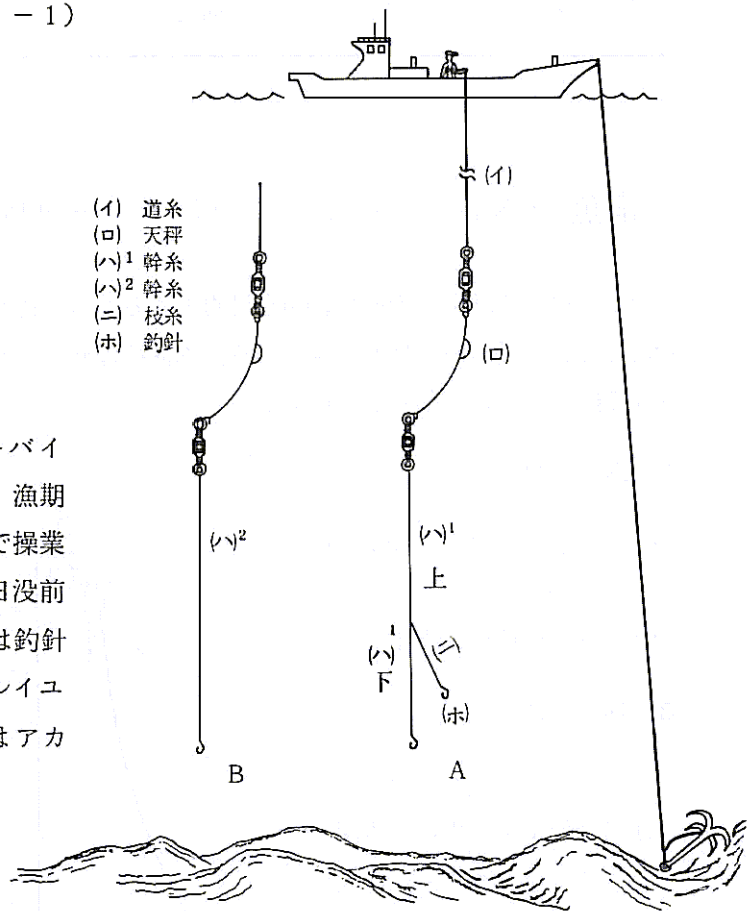 －1）
(イ) 道糸
(ロ) 天秤
(ハ)¹ 幹糸
(ハ)² 幹糸
(ニ) 枝糸
(ホ) 釣針
(イ)
(ロ)
(ハ)²
(ハ)¹
上
(ハ)¹
下
(ニ)
(ホ)
B
A
バイ
漁期
で操業
日没前
は釣針
レイユ
はアカ